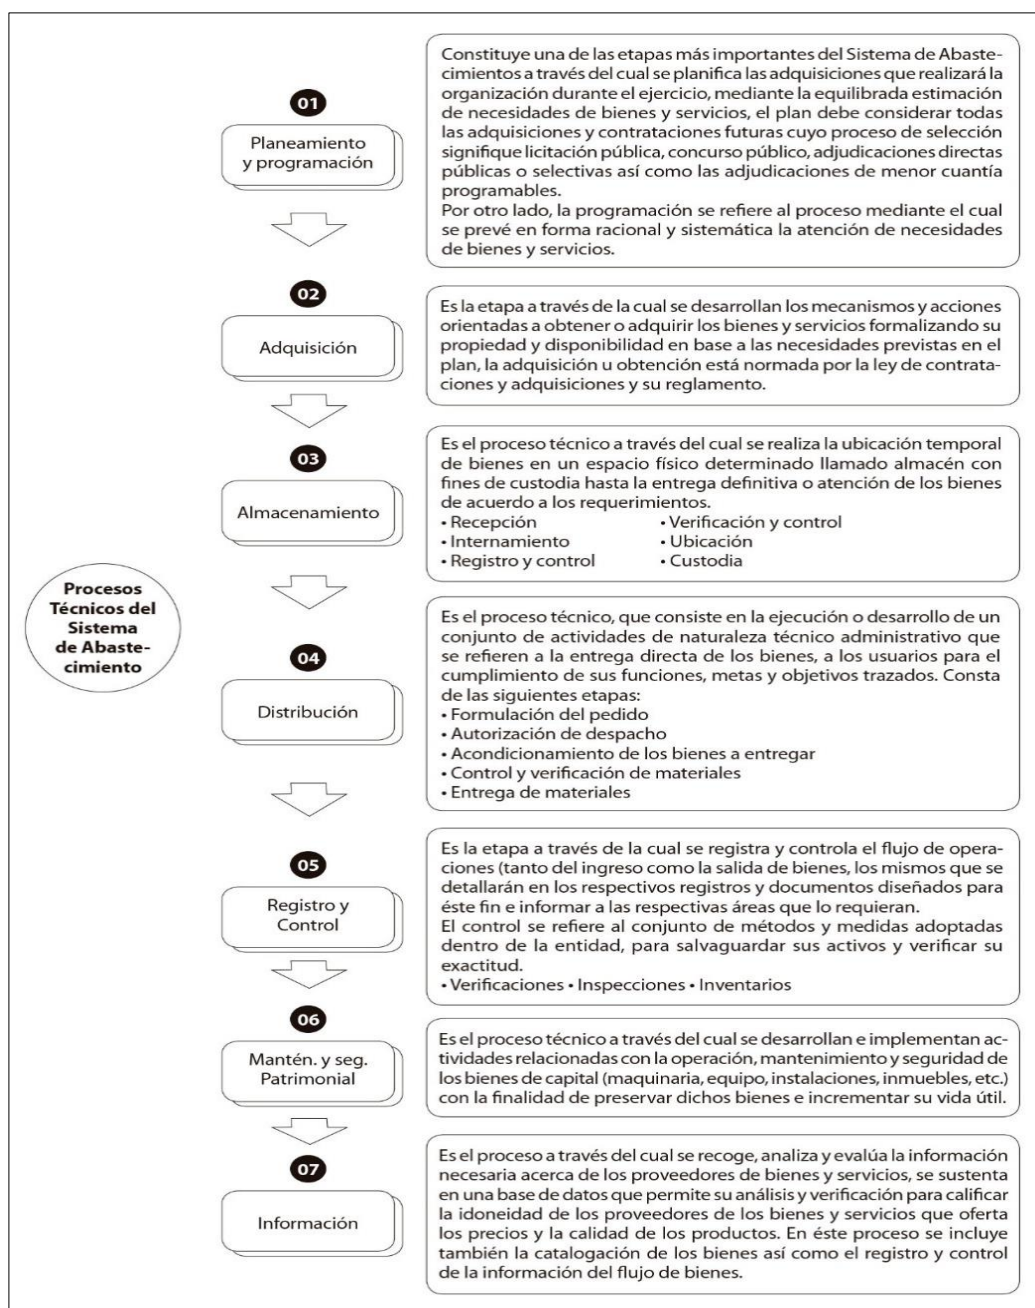 01
Planeamiento
y programación
Constituye una de las etapas más importantes del Sistema de Abaste-
cimientos a través del cual se planifica las adquisiciones que realizará la
organización durante el ejercicio, mediante la equilibrada estimación
de necesidades de bienes y servicios, el plan debe considerar todas
las adquisiciones y contrataciones futuras cuyo proceso de selección
signifique licitación pública, concurso público, adjudicaciones directas
públicas o selectivas así como las adjudicaciones de menor cuantía
programables.
Por otro lado, la programación se refiere al proceso mediante el cual
se prevé en forma racional y sistemática la atención de necesidades
de bienes y servicios.
02
Adquisición
Es la etapa a través de la cual se desarrollan los mecanismos y acciones
orientadas a obtener o adquirir los bienes y servicios formalizando su
propiedad y disponibilidad en base a las necesidades previstas en el
plan, la adquisición u obtención está normada por la ley de contrata-
ciones y adquisiciones y su reglamento.
03
Almacenamiento
Es el proceso técnico a través del cual se realiza la ubicación temporal
de bienes en un espacio físico determinado llamado almacén con
fines de custodia hasta la entrega definitiva o atención de los bienes
de acuerdo a los requerimientos.
• Recepción • Verificación y control
• Internamiento • Ubicación
• Registro y control • Custodia
Procesos
Técnicos del
Sistema
de Abaste-
cimiento
04
Distribución
Es el proceso técnico, que consiste en la ejecución o desarrollo de un
conjunto de actividades de naturaleza técnico administrativo que
se refieren a la entrega directa de los bienes, a los usuarios para el
cumplimiento de sus funciones, metas y objetivos trazados. Consta
de las siguientes etapas:
• Formulación del pedido
• Autorización de despacho
• Acondicionamiento de los bienes a entregar
• Control y verificación de materiales
• Entrega de materiales
05
Registro y
Control
Es la etapa a través de la cual se registra y controla el flujo de opera-
ciones (tanto del ingreso como la salida de bienes, los mismos que se
detallarán en los respectivos registros y documentos diseñados para
éste fin e informar a las respectivas áreas que lo requieran.
El control se refiere al conjunto de métodos y medidas adoptadas
dentro de la entidad, para salvaguardar sus activos y verificar su
exactitud.
• Verificaciones • Inspecciones • Inventarios
06
Mantén. y seg.
Patrimonial
Es el proceso técnico a través del cual se desarrollan e implementan ac-
tividades relacionadas con la operación, mantenimiento y seguridad de
los bienes de capital (maquinaria, equipo, instalaciones, inmuebles, etc.)
con la finalidad de preservar dichos bienes e incrementar su vida útil.
07
Información
Es el proceso a través del cual se recoge, analiza y evalúa la información
necesaria acerca de los proveedores de bienes y servicios, se sustenta
en una base de datos que permite su análisis y verificación para calificar
la idoneidad de los proveedores de los bienes y servicios que oferta
los precios y la calidad de los productos. En éste proceso se incluye
también la catalogación de los bienes así como el registro y control
de la información del flujo de bienes.